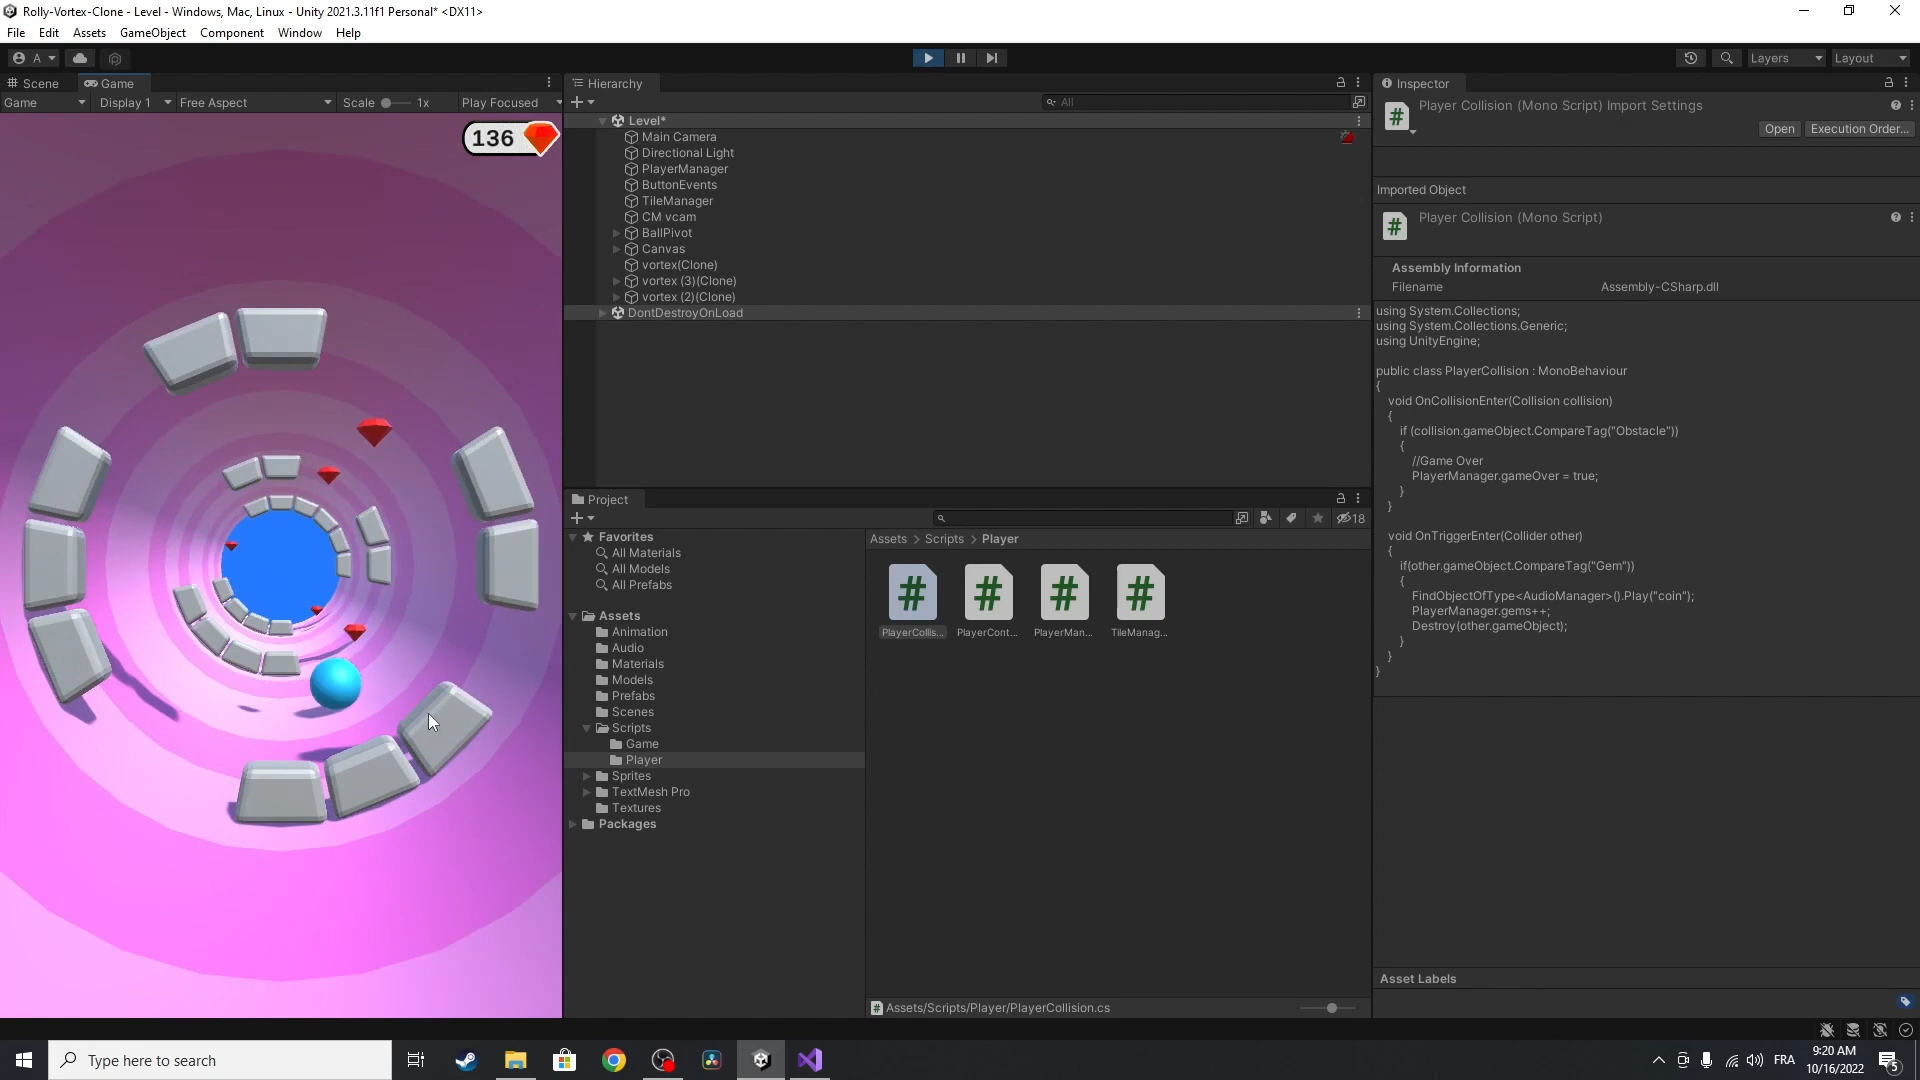 Rolly-Vortex-Clone - Level - Windows, Mac, Linux - Unity 2021.3.11f1 Personal* <DX11>
File Edit Assets GameObject Component Window Help
A
Layers
Layout
Scene
Game
Game
Display 1
Free Aspect
Scale
1x
Play Focused
136
Hierarchy
All
Level*
Main Camera
Directional Light
PlayerManager
ButtonEvents
TileManager
CM vcam
BallPivot
Canvas
vortex(Clone)
vortex (3)(Clone)
vortex (2)(Clone)
DontDestroyOnLoad
Project
18
Favorites
All Materials
All Models
All Prefabs
Assets
Animation
Audio
Materials
Models
Prefabs
Scenes
Scripts
Game
Player
Sprites
TextMesh Pro
Textures
Packages
Assets > Scripts > Player
PlayerCollis...
PlayerCont...
PlayerMan...
TileManag...
Assets/Scripts/Player/PlayerCollision.cs
Inspector
Player Collision (Mono Script) Import Settings
Open
Execution Order...
Imported Object
Player Collision (Mono Script)
Assembly Information
Filename Assembly-CSharp.dll
using System.Collections;
using System.Collections.Generic;
using UnityEngine;
public class PlayerCollision : MonoBehaviour
{
void OnCollisionEnter(Collision collision)
{
if (collision.gameObject.CompareTag("Obstacle"))
{
//Game Over
PlayerManager.gameOver = true;
}
}
void OnTriggerEnter(Collider other)
{
if(other.gameObject.CompareTag("Gem"))
{
FindObjectOfType<AudioManager>().Play("coin");
PlayerManager.gems++;
Destroy(other.gameObject);
}
}
}
Asset Labels
Type here to search
FRA
9:20 AM
10/16/2022
5